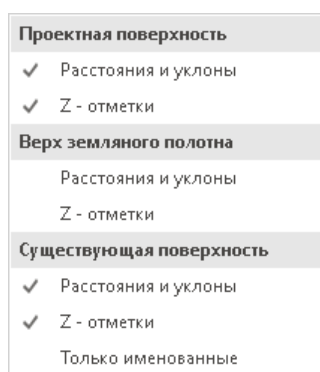 Проектная поверхность
Расстояния и уклоны
Z - отметки
Верх земляного полотна
Расстояния и уклоны
Z - отметки
Существующая поверхность
Расстояния и уклоны
Z - отметки
Только именованные